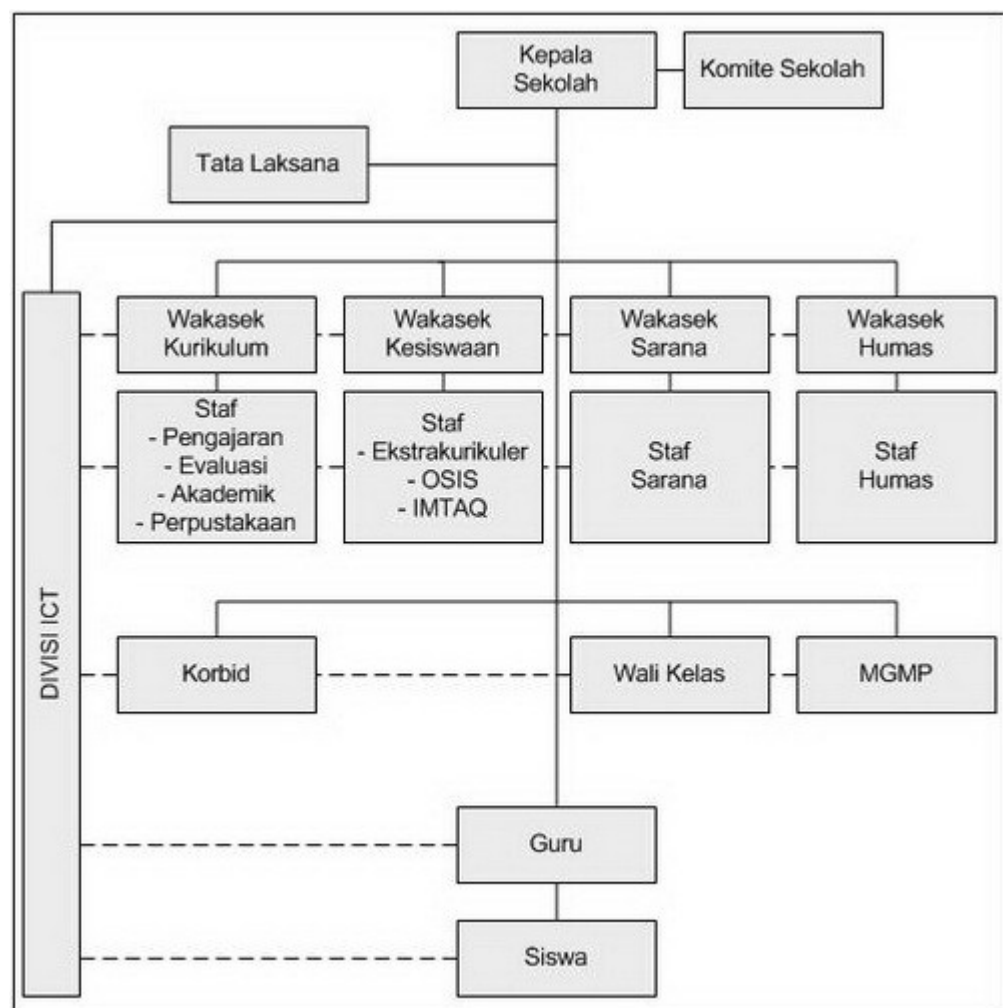 Kepala
Sekolah
Komite Sekolah
Tata Laksana
DIVISI ICT
Wakasek
Kurikulum
Wakasek
Kesiswaan
Wakasek
Sarana
Wakasek
Humas
Staf
- Pengajaran
- Evaluasi
- Akademik
- Perpustakaan
Staf
- Ekstrakurikuler
- OSIS
- IMTAQ
Staf
Sarana
Staf
Humas
Korbid
Wali Kelas
MGMP
Guru
Siswa